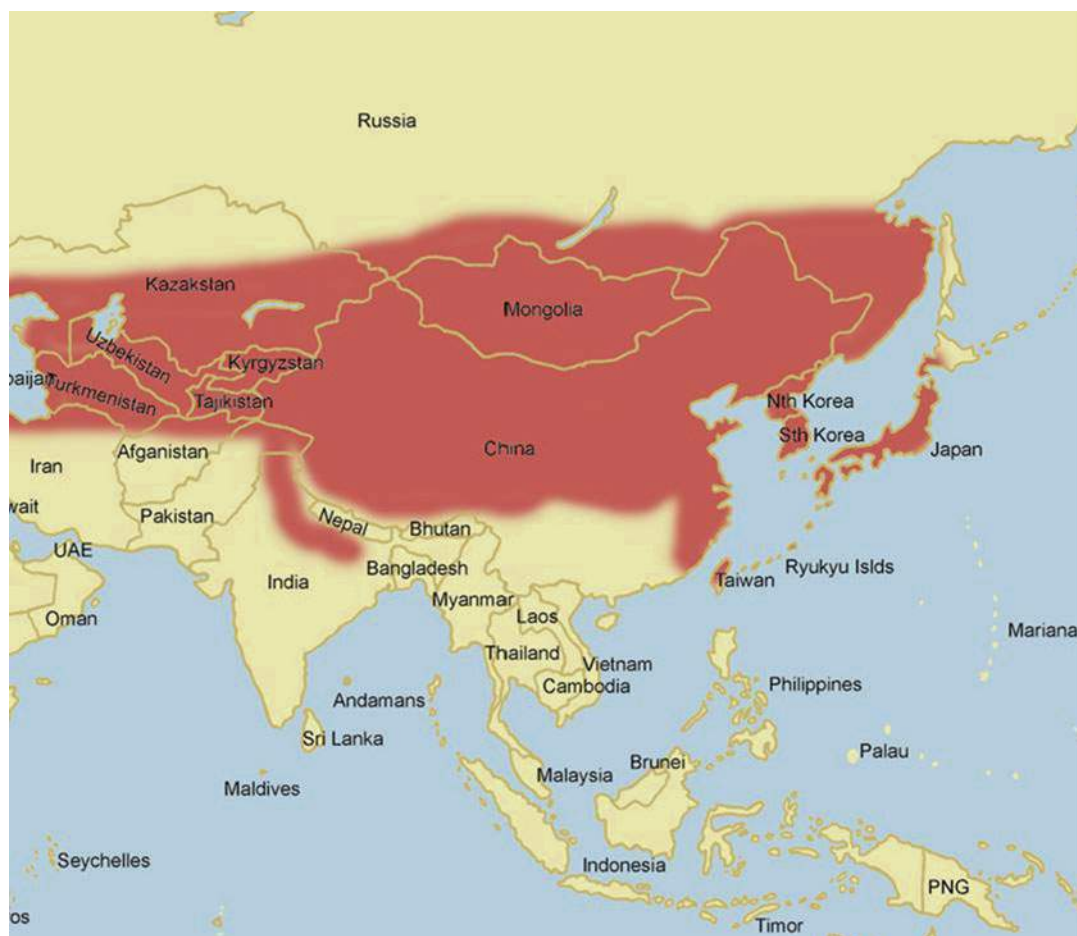 Russia
Kazakstan
Mongolia
Uzbekistan
Kyrgyzstan
paijan
Turkmenistan
Tajikistan
Nth Korea
Sth Korea
China
Japan
Afganistan
Iran
wait
Pakistan
Nepal
Bhutan
UAE
India
Bangladesh
Taiwan
Ryukyu Islds
Myanmar
Oman
Laos
Mariana
Thailand
Vietnam
Cambodia
Philippines
Andamans
Sri Lanka
Palau
Brunei
Malaysia
Maldives
Seychelles
Indonesia
PNG
os
Timor